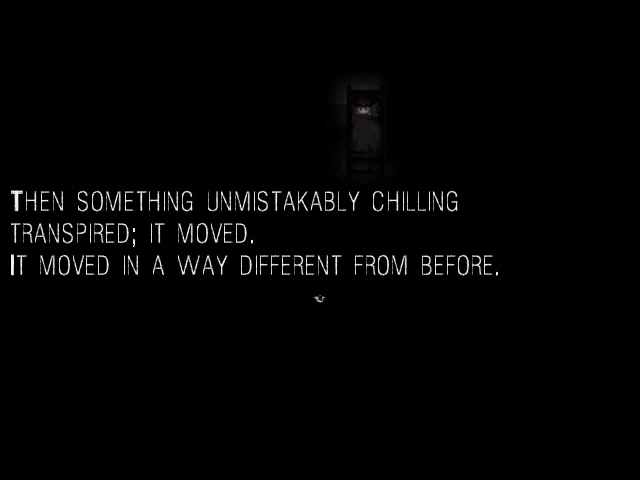 THEN SOMETHING UNMISTAKABLY CHILLING
TRANSPIRED; IT MOVED.
IT MOVED IN A WAY DIFFERENT FROM BEFORE.